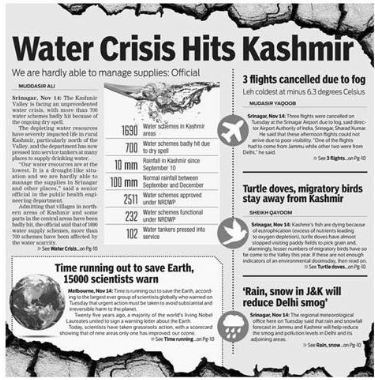 Water Crisis Hits Kashmir
We are hardly able to manage supplies: Official
MUDDASIR ALI
Srinagar, Nov 14: The Kashmir
Valley is facing an unprecedented
water crisis, with more than 700
water schemes badly hit because of
the ongoing dry spell.
The depleting water resources
have severely impacted life in rural
Kashmir, particularly north of the
Valley, and the department has now
pressed into service tankers at many
places to supply drinking water.
"Our water resources are at the
lowest. It is a drought-like situa-
tion and we are hardly able to
manage the supplies in Srinagar
and other places," said a senior
official in the public health engi-
neering department.
Admitting that villages in north-
ern areas of Kashmir and some
parts in the central areas have been
badly hit, the official said that of 1690
water supply schemes, more than
700 schemes have been affected by
the water scarcity.
» See Water Crisis...on Pg-10
1690 Water schemes in Kashmir
areas
700 Water schemes badly hit due
to dry spell
10 mm Rainfall in Kashmir since
September 10
100 mm Normal rainfall between
September and December
2511 Water schemes approved
under NRDWP
232 Water schemes functional
under NRDWP
102 Water tankers pressed into
service
Time running out to save Earth,
15000 scientists warn
Melbourne, Nov 14: Time is running out to save the Earth, accord-
ing to the largest ever group of scientists globally who warned on
Tuesday that urgent action must be taken to avoid substantial and
irreversible harm to the planet.
Twenty five years ago, a majority of the world's living Nobel
Laureates united to sign a warning letter about the Earth.
Today, scientists have taken grassroots action, with a scorecard
showing that of nine areas only one has improved our ozone.
» See Time running...on Pg-10
3 flights cancelled due to fog
Leh coldest at minus 6.3 degrees Celsius
MUDASIR YAQOOB
Srinagar, Nov 14: Three flights were cancelled on
Tuesday at the Srinagar Airport due to fog, said direc-
tor Airport Authority of India, Srinagar, Sharad Kumar.
He said that these afternoon flights could not
arrive due to poor visibility. "One of the flights
had to come from Jammu while other two were from
Delhi," he said.
» See 3 flights...on Pg-10
Turtle doves, migratory birds
stay away from Kashmir
SHEIKH QAYOOM
Srinagar, Nov 14: Kashmir's fish are dying because
of eutrophication (excess of nutrients leading
to oxygen depletion), turtle doves have almost
stopped visiting paddy fields to pick grain and,
alarmingly, lesser numbers of migratory birds have so
far come to the Valley this year. If these are not enough
indicators of an environmental disorder, then read on.
» See Turtle doves...on Pg-10
'Rain, snow in J&K will
reduce Delhi smog'
Srinagar, Nov 14: The regional meteorological
office here on Tuesday said that rain and snowfall
forecast in Jammu and Kashmir will help reduce
the smog and pollution levels in Delhi and its
adjoining areas.
» See Rain, snow...on Pg-10